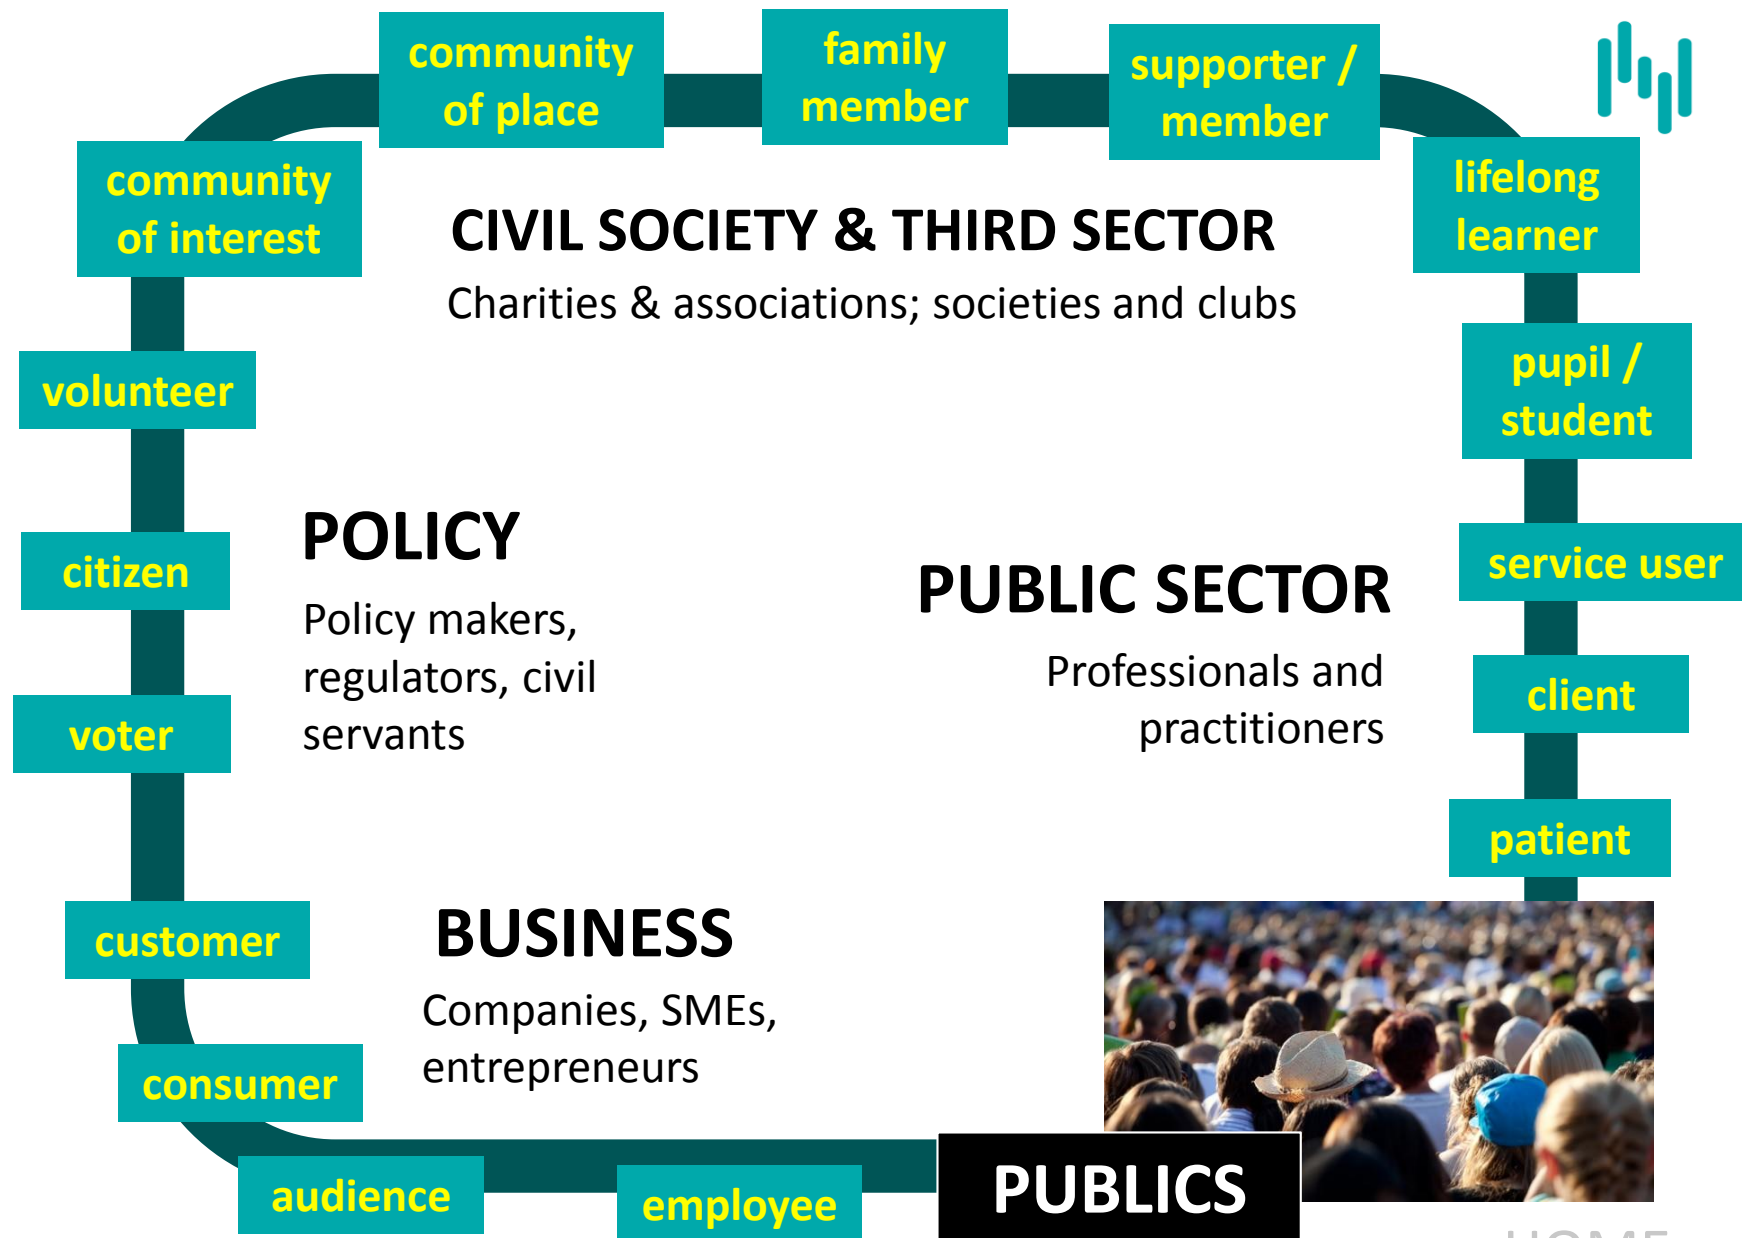 community
of place
family
member
supporter /
member
community
of interest
lifelong
learner
CIVIL SOCIETY & THIRD SECTOR
Charities & associations; societies and clubs
volunteer
pupil /
student
POLICY
Policy makers,
regulators, civil
servants
citizen
voter
PUBLIC SECTOR
Professionals and
practitioners
service user
client
patient
customer
BUSINESS
Companies, SMEs,
entrepreneurs
consumer
audience
employee
PUBLICS
HOME